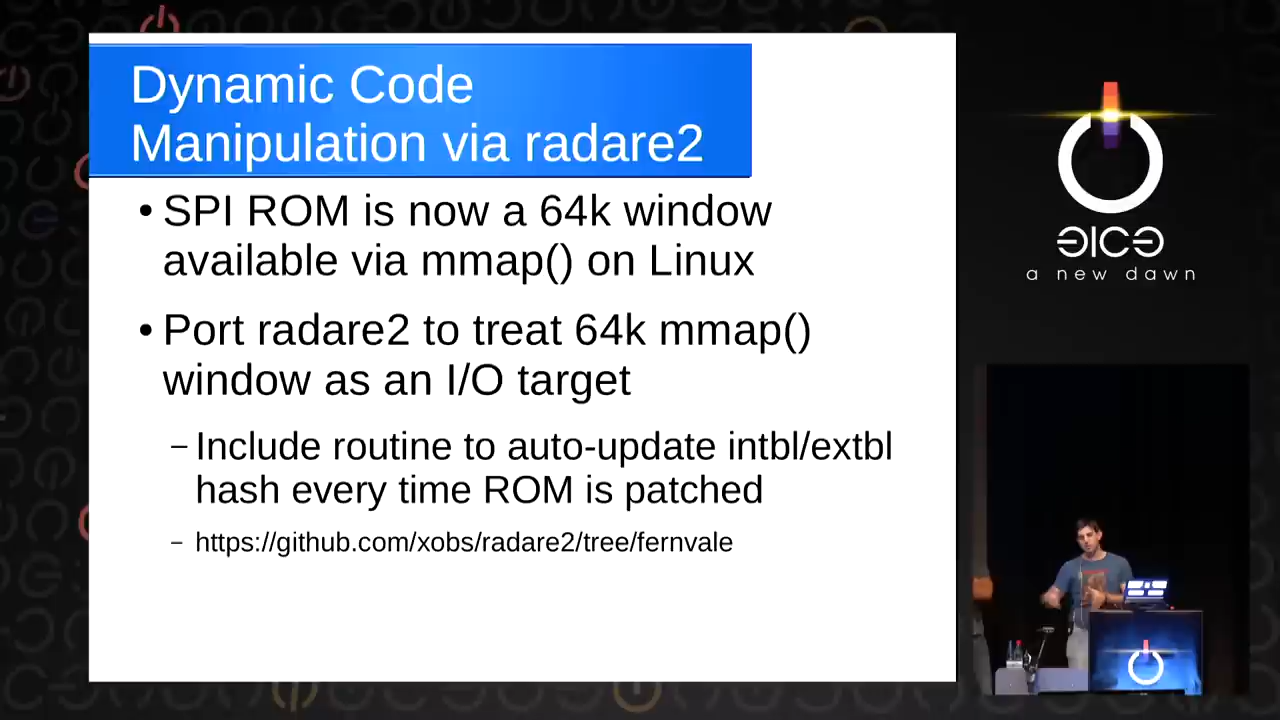 Dynamic Code
Manipulation via radare2
• SPI ROM is now a 64k window
available via mmap() on Linux
• Port radare2 to treat 64k mmap()
window as an I/O target
– Include routine to auto-update intbl/extbl
hash every time ROM is patched
– https://github.com/xobs/radare2/tree/fernvale
a new dawn